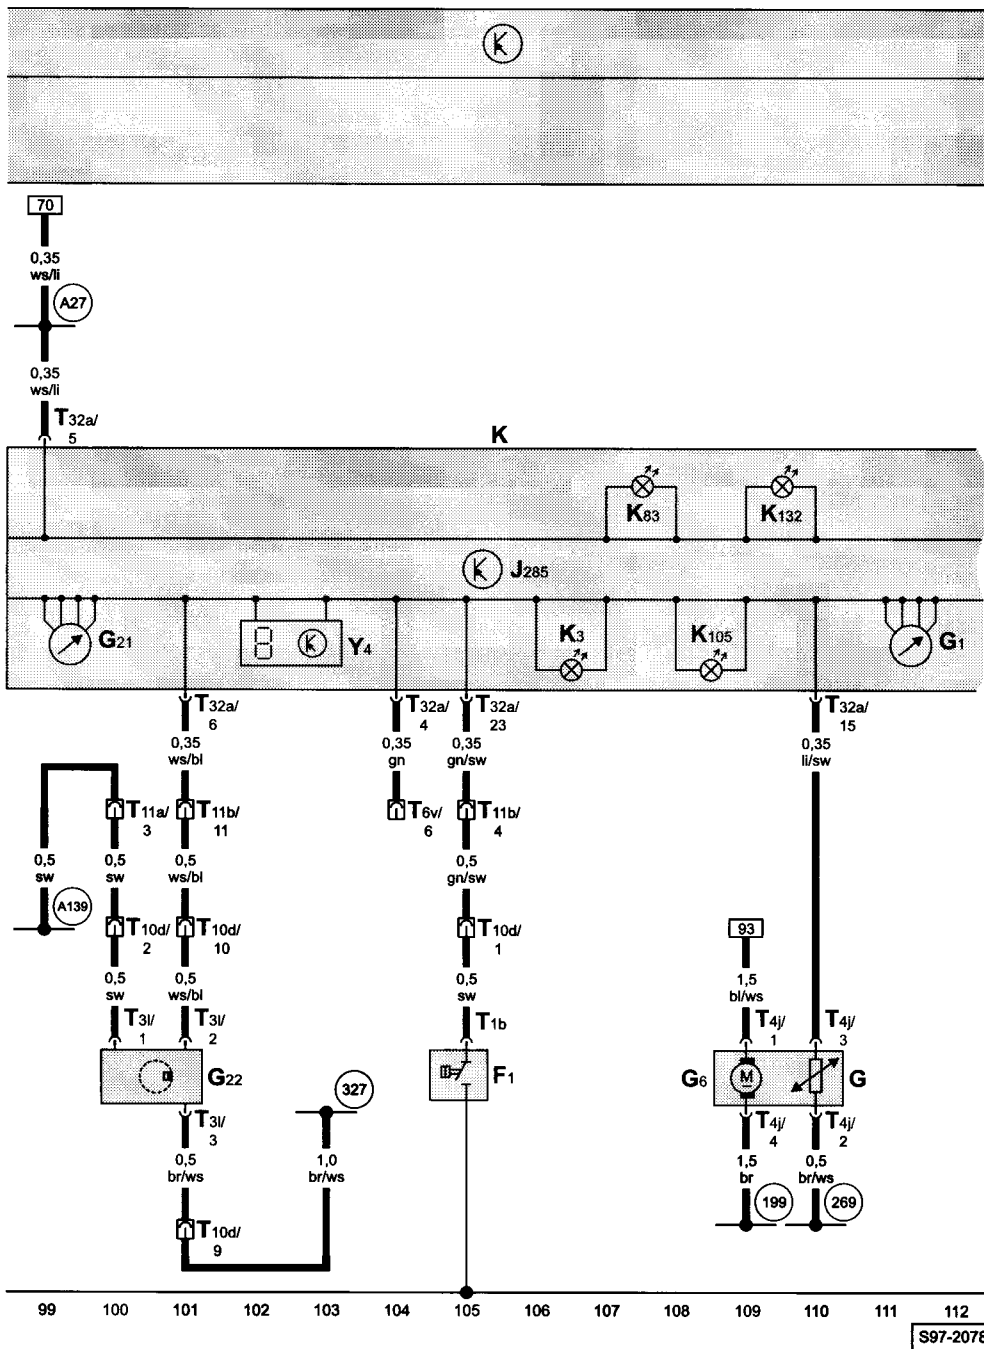 70
0,35
ws/li
A27
0,35
ws/li
T32a/
5
K
K83
K132
J285
G21
Y4
K3
K105
G1
T32a/
6
T32a/
4
T32a/
23
T32a/
15
0,35
ws/bl
0,35
gn
0,35
gn/sw
0,35
li/sw
T11a/
3
T11b/
11
T6v/
6
T11b/
4
0,5
sw
0,5
sw
0,5
ws/bl
0,5
gn/sw
A139
T10d/
2
T10d/
10
T10d/
1
93
0,5
sw
0,5
ws/bl
0,5
sw
1,5
bl/ws
T3l/
1
T3l/
2
T1b
T4j/
1
T4j/
3
G22
F1
G6
M
G
327
T3l/
3
T4j/
4
T4j/
2
0,5
br/ws
1,0
br/ws
1,5
br
0,5
br/ws
199
269
T10d/
9
99 100 101 102 103 104 105 106 107 108 109 110 111 112
S97-2078